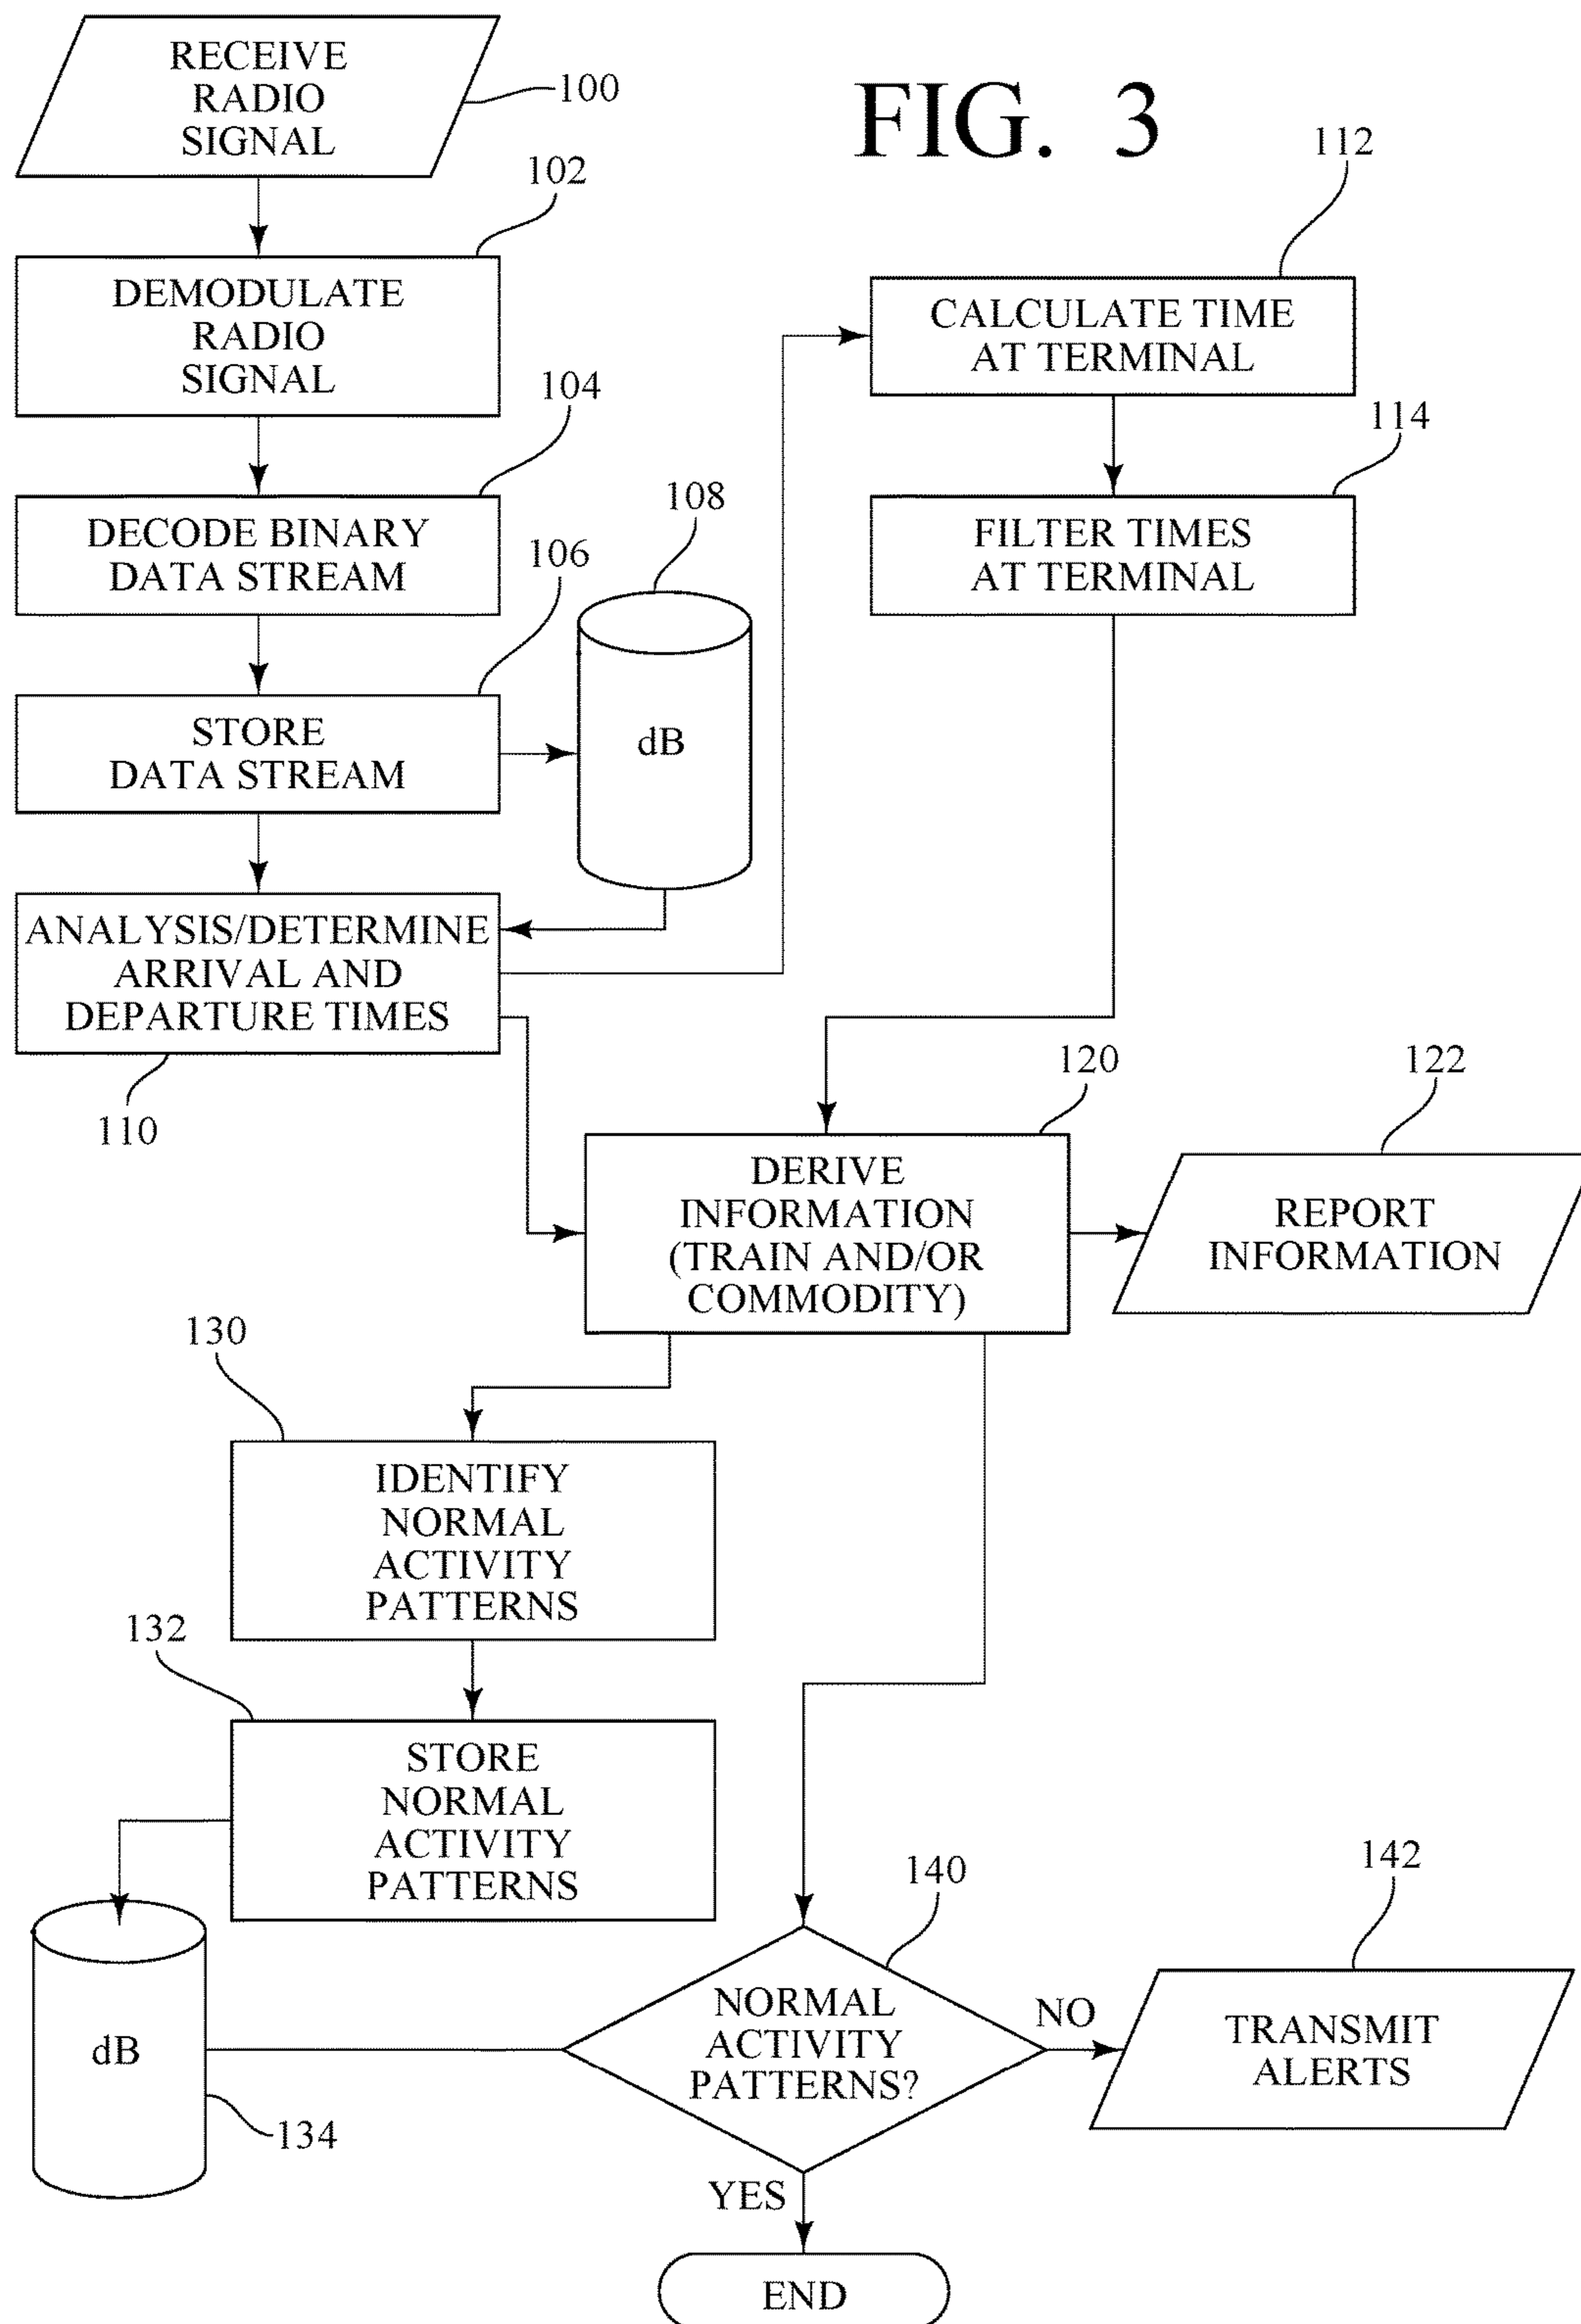 RECEIVE
RADIO
SIGNAL
100
FIG. 3
102
DEMODULATE
RADIO
SIGNAL
112
CALCULATE TIME
AT TERMINAL
104
DECODE BINARY
DATA STREAM
114
FILTER TIMES
AT TERMINAL
106
STORE
DATA STREAM
108
dB
ANALYSIS/DETERMINE
ARRIVAL AND
DEPARTURE TIMES
110
120
DERIVE
INFORMATION
(TRAIN AND/OR
COMMODITY)
122
REPORT
INFORMATION
130
IDENTIFY
NORMAL
ACTIVITY
PATTERNS
132
STORE
NORMAL
ACTIVITY
PATTERNS
dB
134
140
NORMAL
ACTIVITY
PATTERNS?
NO
142
TRANSMIT
ALERTS
YES
END